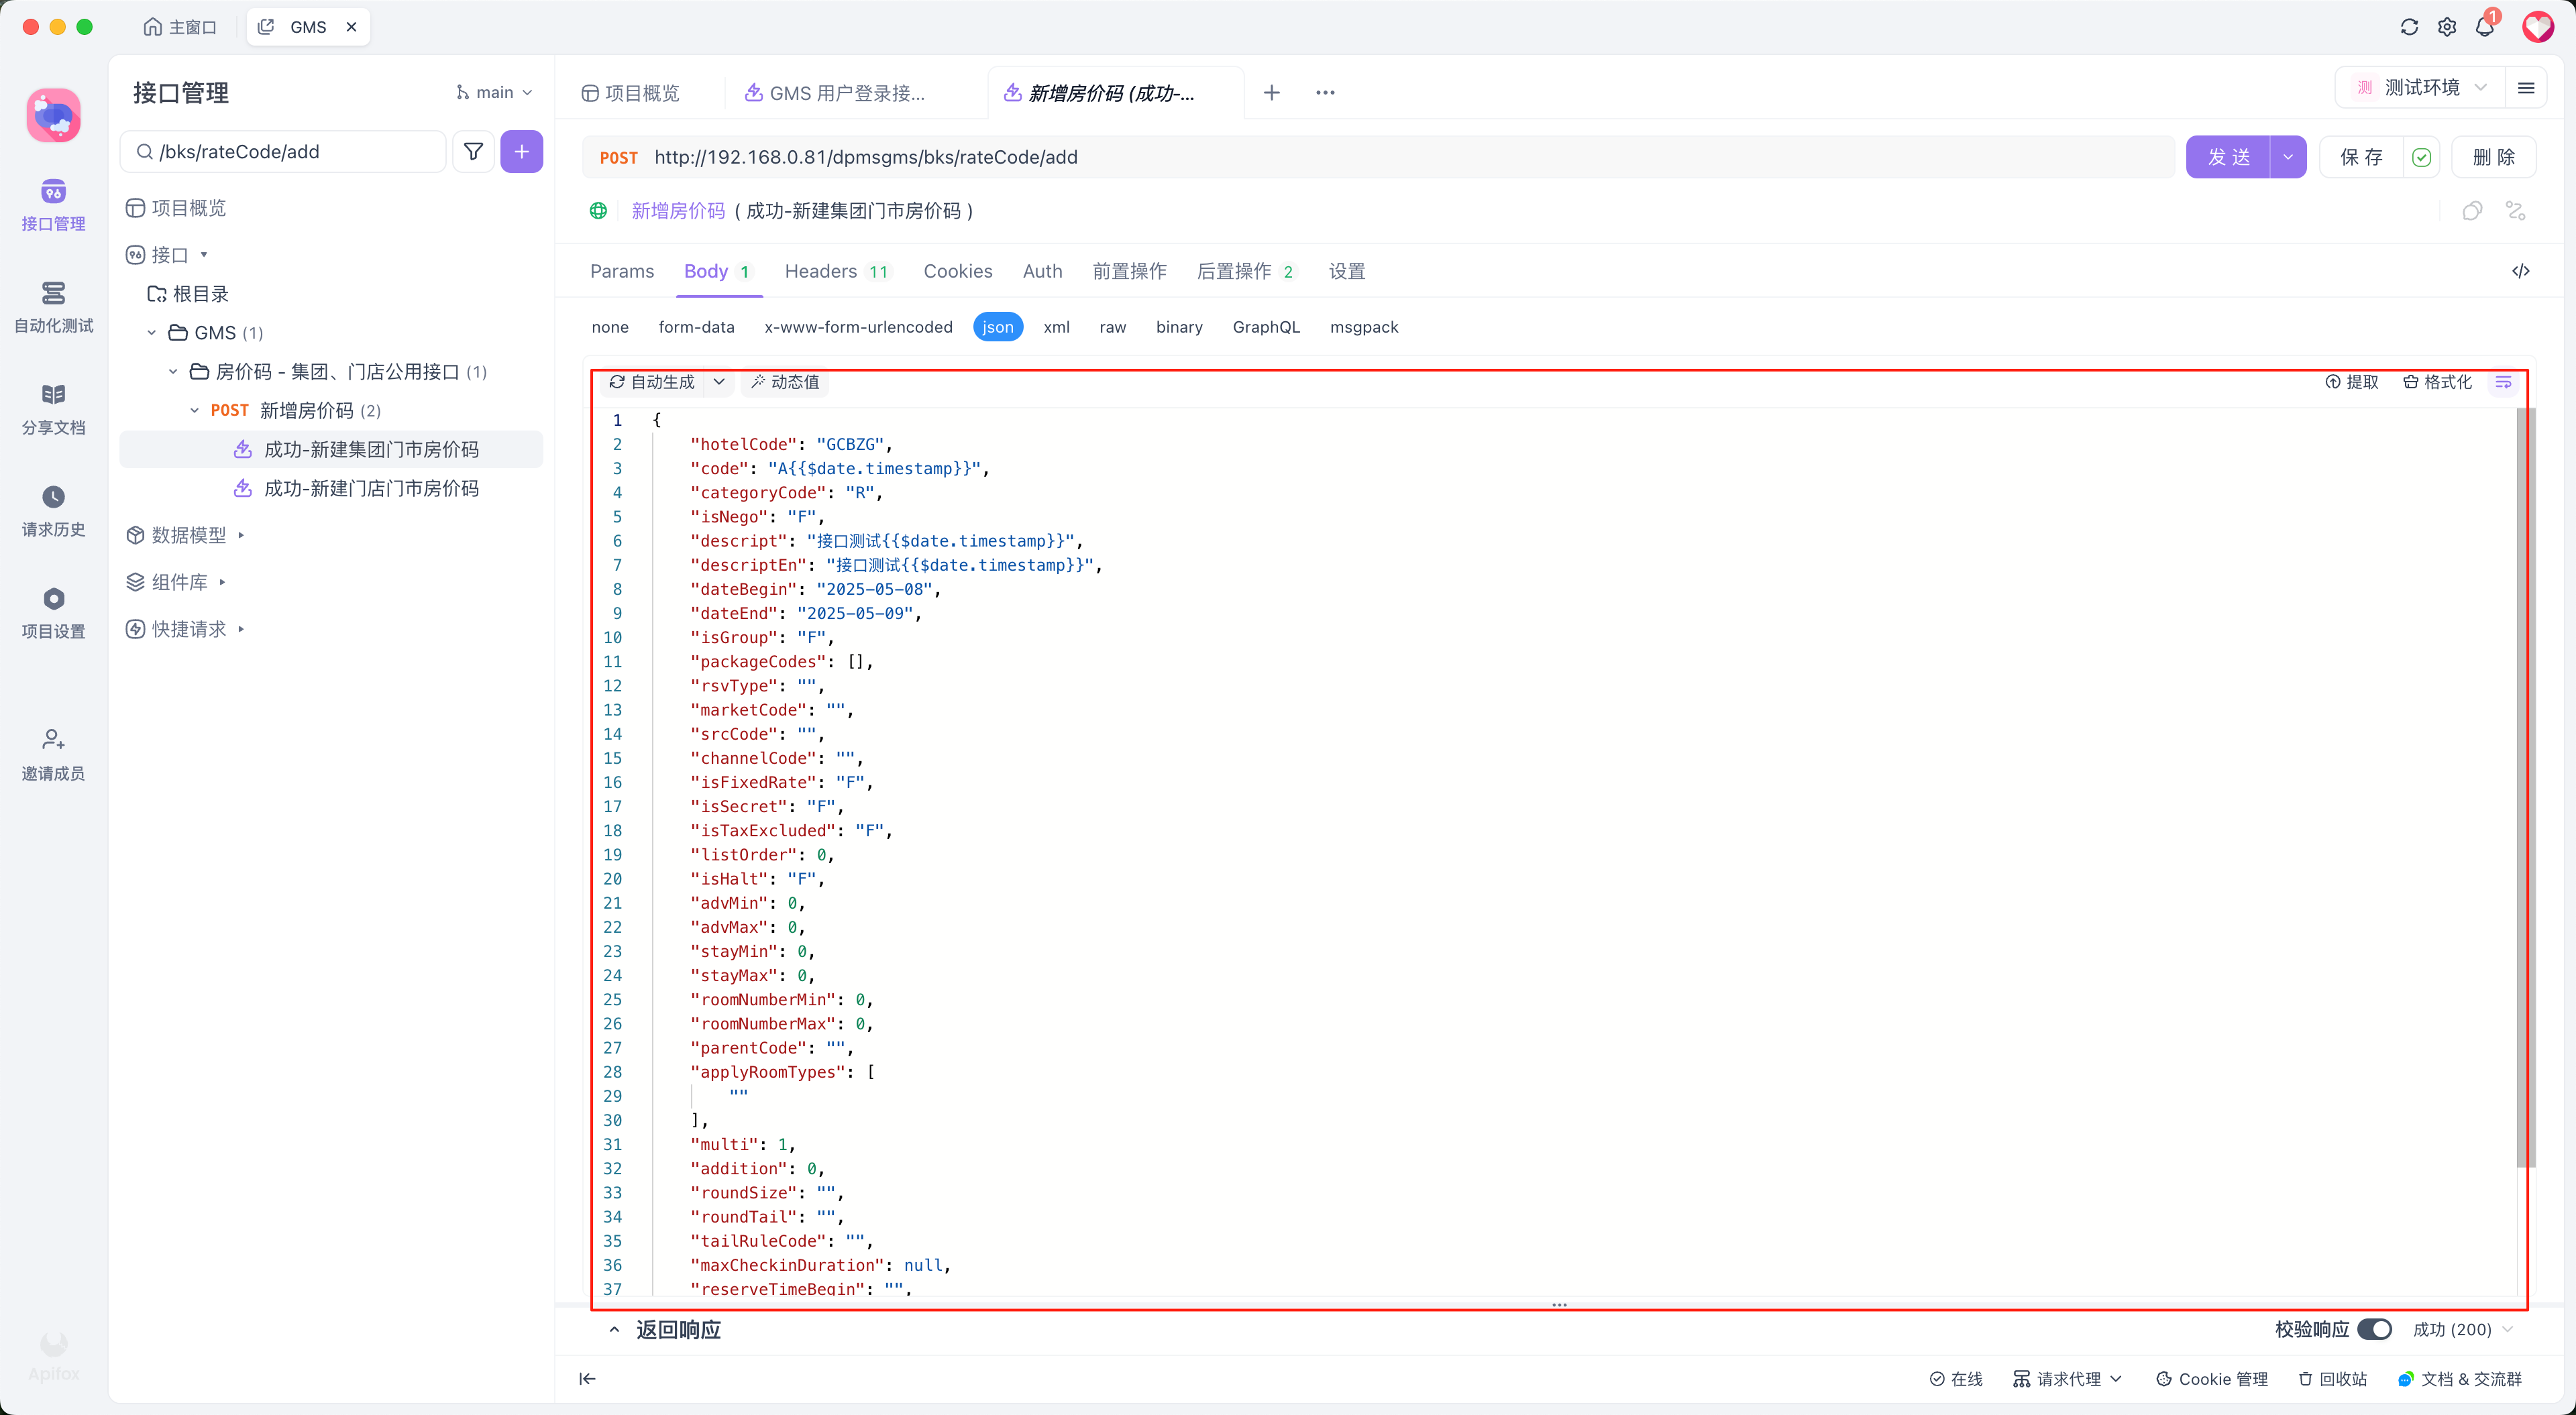 主窗口
GMS
1
接口管理
main
/bks/rateCode/add
项目概览
接口
根目录
GMS (1)
房价码 - 集团、门店公用接口 (1)
POST 新增房价码 (2)
成功-新建集团门市房价码
成功-新建门店门市房价码
数据模型
组件库
快捷请求
接口管理
自动化测试
分享文档
请求历史
项目设置
邀请成员
Apifox
项目概览
GMS 用户登录接...
新增房价码 (成功-...
测 测试环境
POST http://192.168.0.81/dpmsgms/bks/rateCode/add
发 送
保 存
删 除
新增房价码 ( 成功-新建集团门市房价码 )
Params Body 1 Headers 11 Cookies Auth 前置操作 后置操作 2 设置
none form-data x-www-form-urlencoded json xml raw binary GraphQL msgpack
自动生成 动态值 提取 格式化
1 {
2 "hotelCode": "GCBZG",
3 "code": "A{{$date.timestamp}}",
4 "categoryCode": "R",
5 "isNego": "F",
6 "descript": "接口测试{{$date.timestamp}}",
7 "descriptEn": "接口测试{{$date.timestamp}}",
8 "dateBegin": "2025-05-08",
9 "dateEnd": "2025-05-09",
10 "isGroup": "F",
11 "packageCodes": [],
12 "rsvType": "",
13 "marketCode": "",
14 "srcCode": "",
15 "channelCode": "",
16 "isFixedRate": "F",
17 "isSecret": "F",
18 "isTaxExcluded": "F",
19 "listOrder": 0,
20 "isHalt": "F",
21 "advMin": 0,
22 "advMax": 0,
23 "stayMin": 0,
24 "stayMax": 0,
25 "roomNumberMin": 0,
26 "roomNumberMax": 0,
27 "parentCode": "",
28 "applyRoomTypes": [
29 ""
30 ],
31 "multi": 1,
32 "addition": 0,
33 "roundSize": "",
34 "roundTail": "",
35 "tailRuleCode": "",
36 "maxCheckinDuration": null,
37 "reserveTimeBegin": "",
返回响应
校验响应 成功 (200)
在线 请求代理 Cookie 管理 回收站 文档 & 交流群